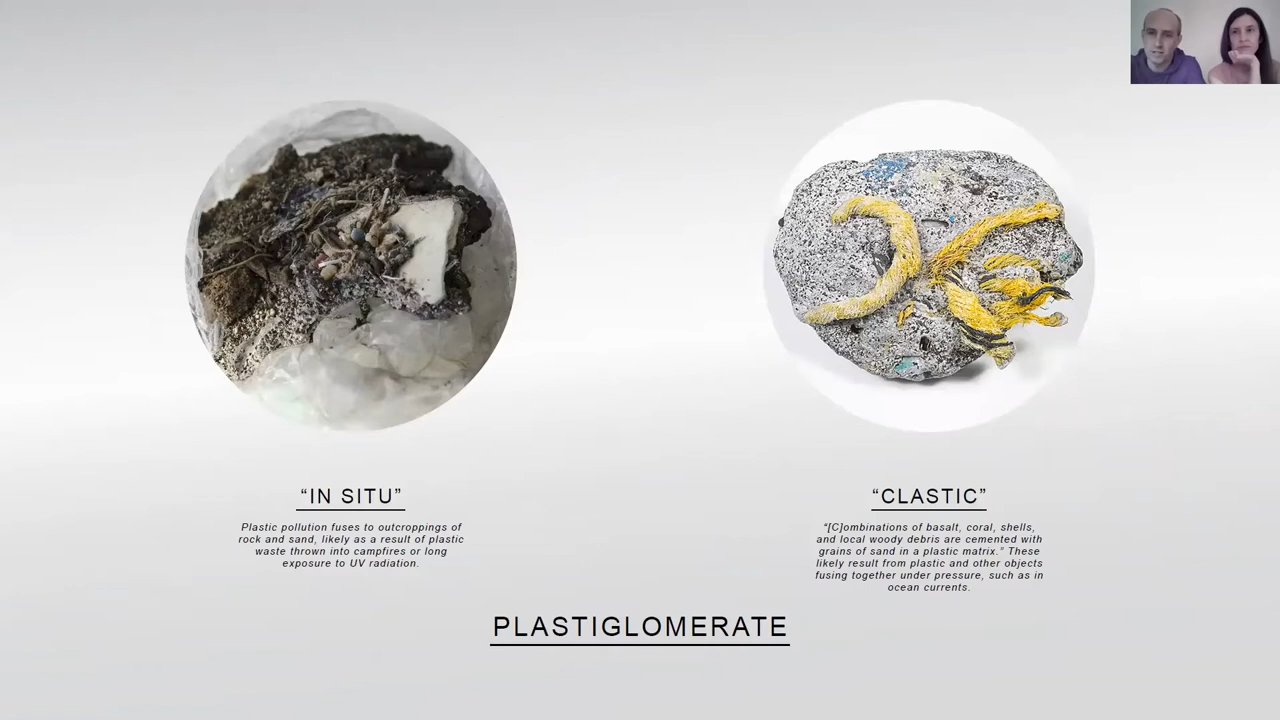 “IN SITU”
Plastic pollution fuses to outcroppings of
rock and sand, likely as a result of plastic
waste thrown into campfires or long
exposure to UV radiation.
“CLASTIC”
“[C]ombinations of basalt, coral, shells,
and local woody debris are cemented with
grains of sand in a plastic matrix.” These
likely result from plastic and other objects
fusing together under pressure, such as in
ocean currents.
PLASTIGLOMERATE